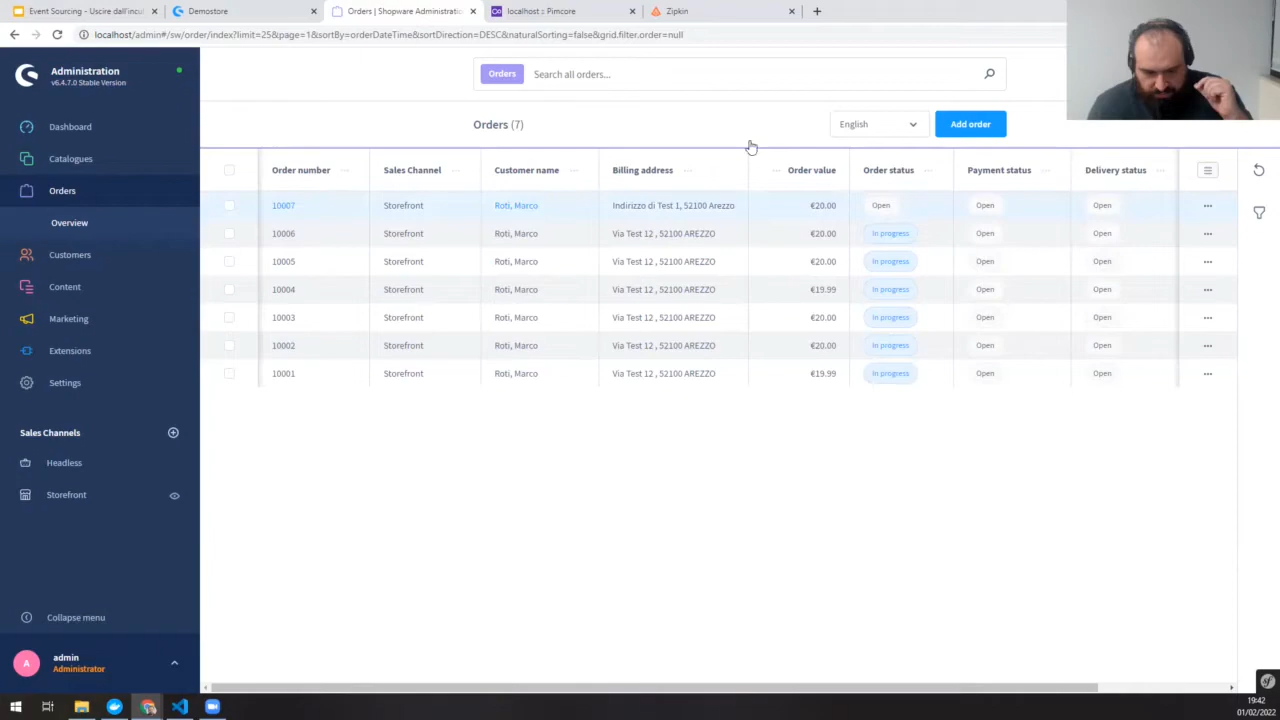 Event Sourcing - Uscire dall'incul
Demostore
Orders | Shopware Administratio
localhost :: Pimcore
Zipkin
localhost/admin#/sw/order/index?limit=25&page=1&sortBy=orderDateTime&sortDirection=DESC&naturalSorting=false&grid.filter.order=null
Administration
v6.4.7.0 Stable Version
Orders
Search all orders...
Orders (7)
English
Add order
Dashboard
Catalogues
Orders
Overview
Customers
Content
Marketing
Extensions
Settings
Sales Channels
Headless
Storefront
Collapse menu
A
admin
Administrator
Order number Sales Channel Customer name Billing address Order value Order status Payment status Delivery status
10007 Storefront Roti, Marco Indirizzo di Test 1, 52100 Arezzo €20.00 Open Open Open
10006 Storefront Roti, Marco Via Test 12 , 52100 AREZZO €20.00 In progress Open Open
10005 Storefront Roti, Marco Via Test 12 , 52100 AREZZO €20.00 In progress Open Open
10004 Storefront Roti, Marco Via Test 12 , 52100 AREZZO €19.99 In progress Open Open
10003 Storefront Roti, Marco Via Test 12 , 52100 AREZZO €20.00 In progress Open Open
10002 Storefront Roti, Marco Via Test 12 , 52100 AREZZO €20.00 In progress Open Open
10001 Storefront Roti, Marco Via Test 12 , 52100 AREZZO €19.99 In progress Open Open
19:42
01/02/2022